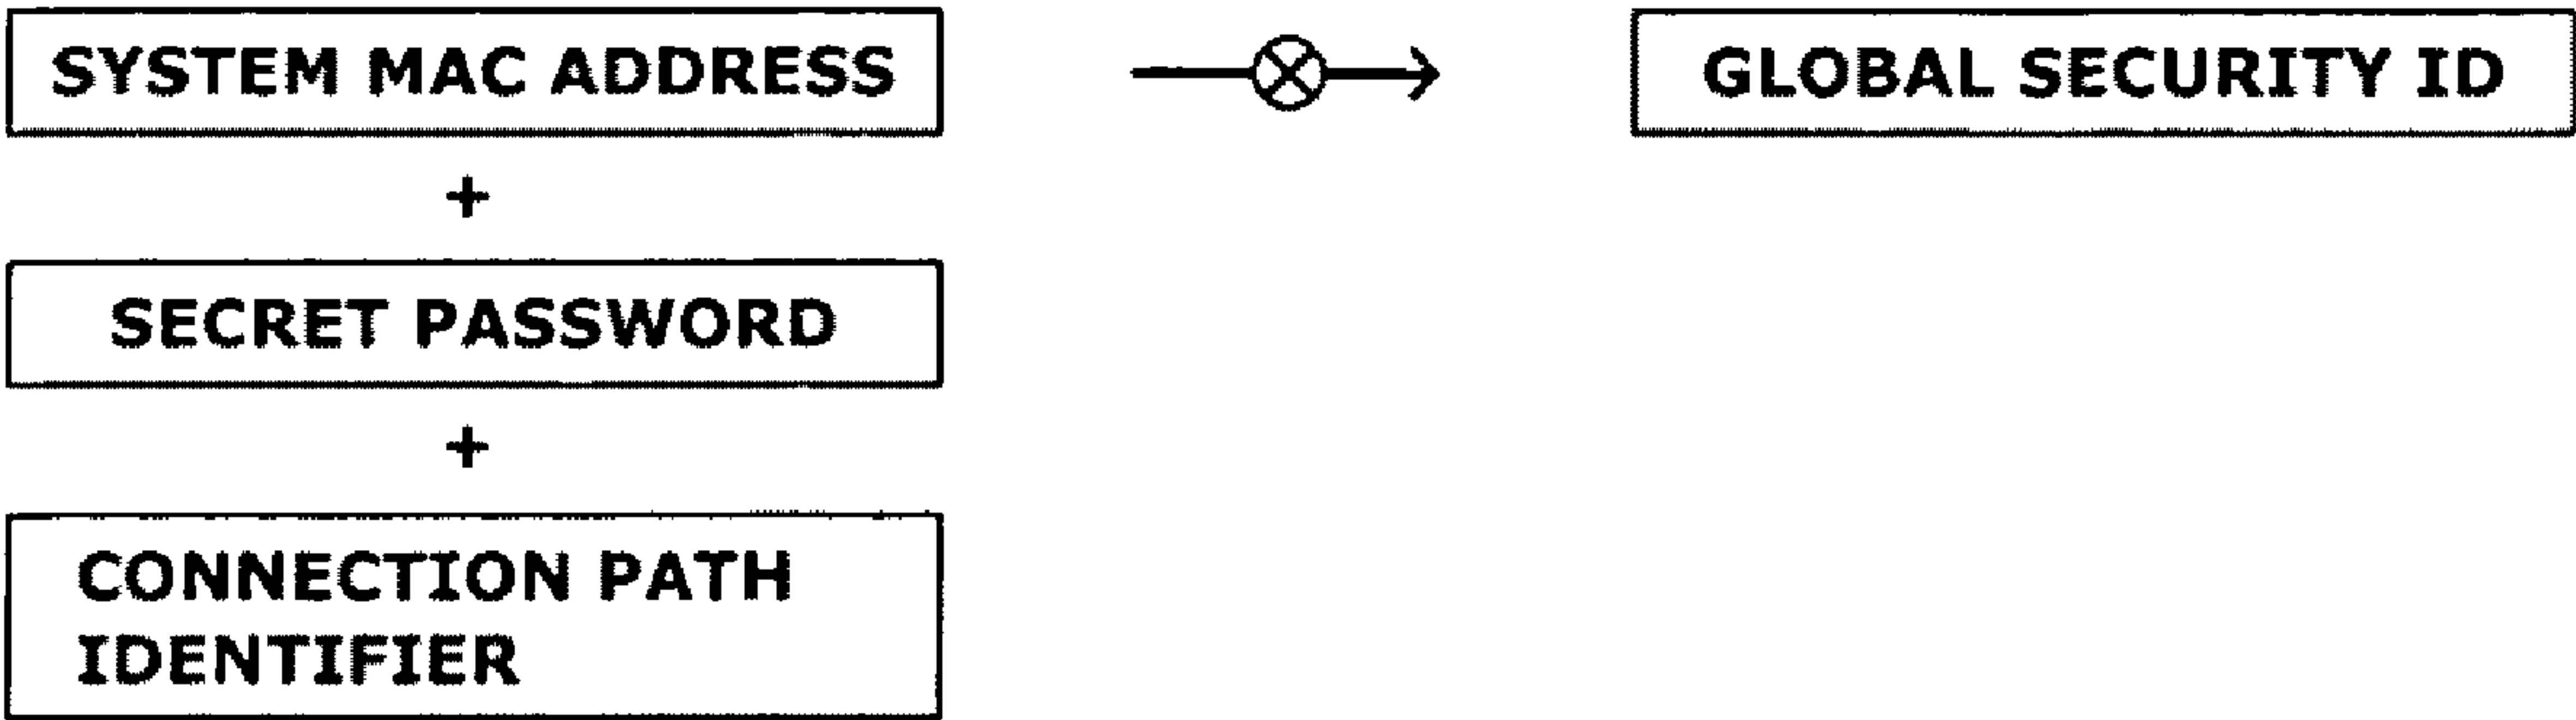 SYSTEM MAC ADDRESS
GLOBAL SECURITY ID
+
SECRET PASSWORD
+
CONNECTION PATH
IDENTIFIER